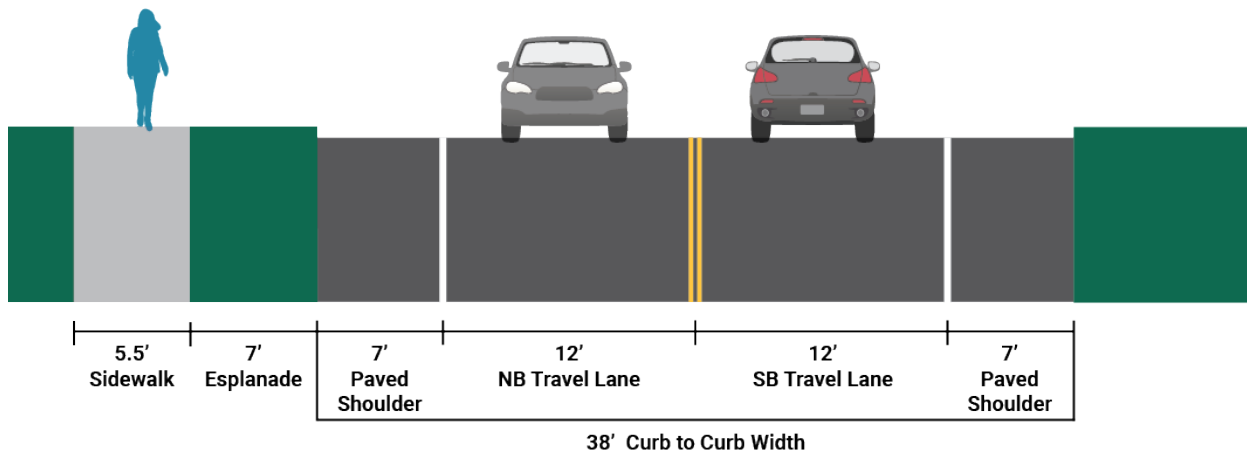 5.5’ 7’ 7’ 12’ 12’ 7’
Sidewalk Esplanade Paved NB Travel Lane SB Travel Lane Paved
Shoulder Shoulder
38’ Curb to Curb Width